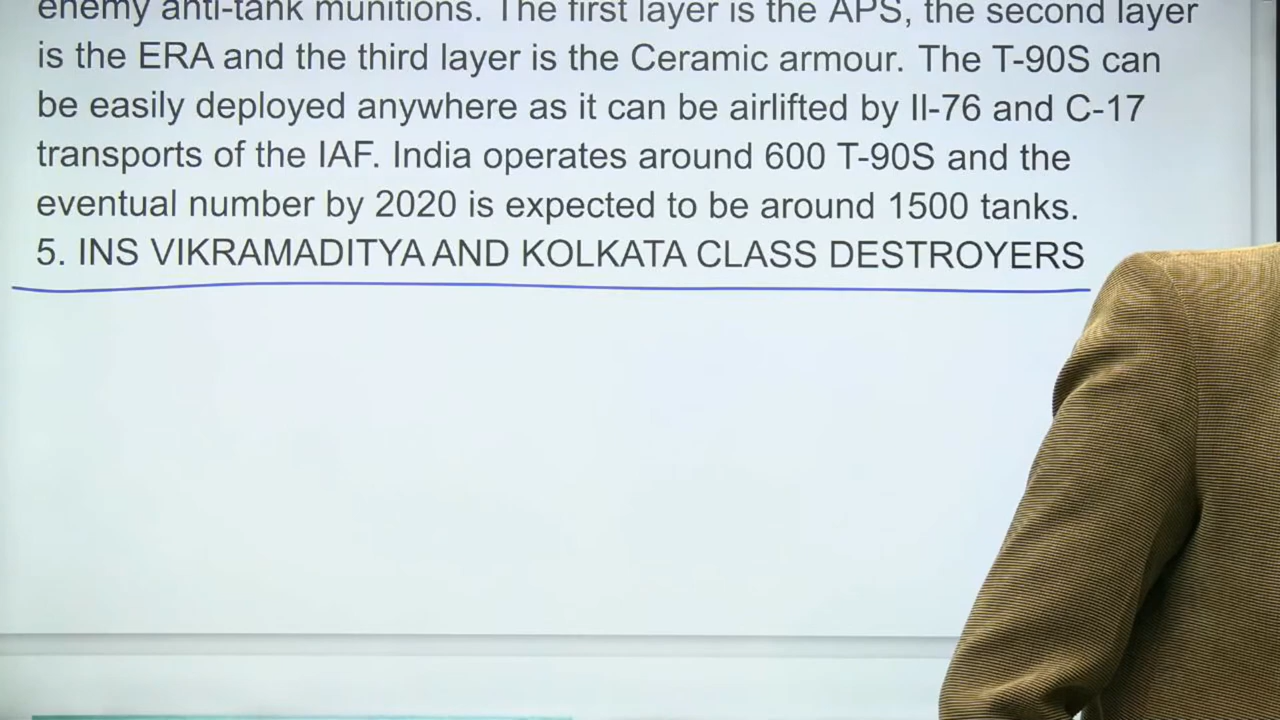 enemy anti-tank munitions. The first layer is the APS, the second layer
is the ERA and the third layer is the Ceramic armour. The T-90S can
be easily deployed anywhere as it can be airlifted by Il-76 and C-17
transports of the IAF. India operates around 600 T-90S and the
eventual number by 2020 is expected to be around 1500 tanks.
5. INS VIKRAMADITYA AND KOLKATA CLASS DESTROYERS